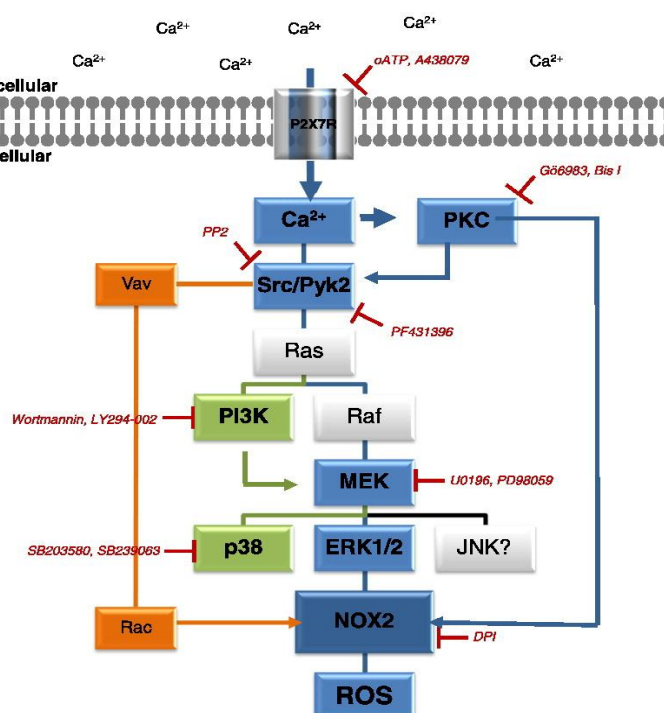 Ca²⁺
Ca²⁺
Ca²⁺
Ca²⁺
Ca²⁺
Ca²⁺
oATP, A438079
cellular
P2X7R
ellular
Gö6983, Bis I
Ca²⁺
PKC
PP2
Vav
Src/Pyk2
PF431396
Ras
Wortmannin, LY294-002
PI3K
Raf
MEK
U0196, PD98059
SB203580, SB239063
p38
ERK1/2
JNK?
Rac
NOX2
DPI
ROS